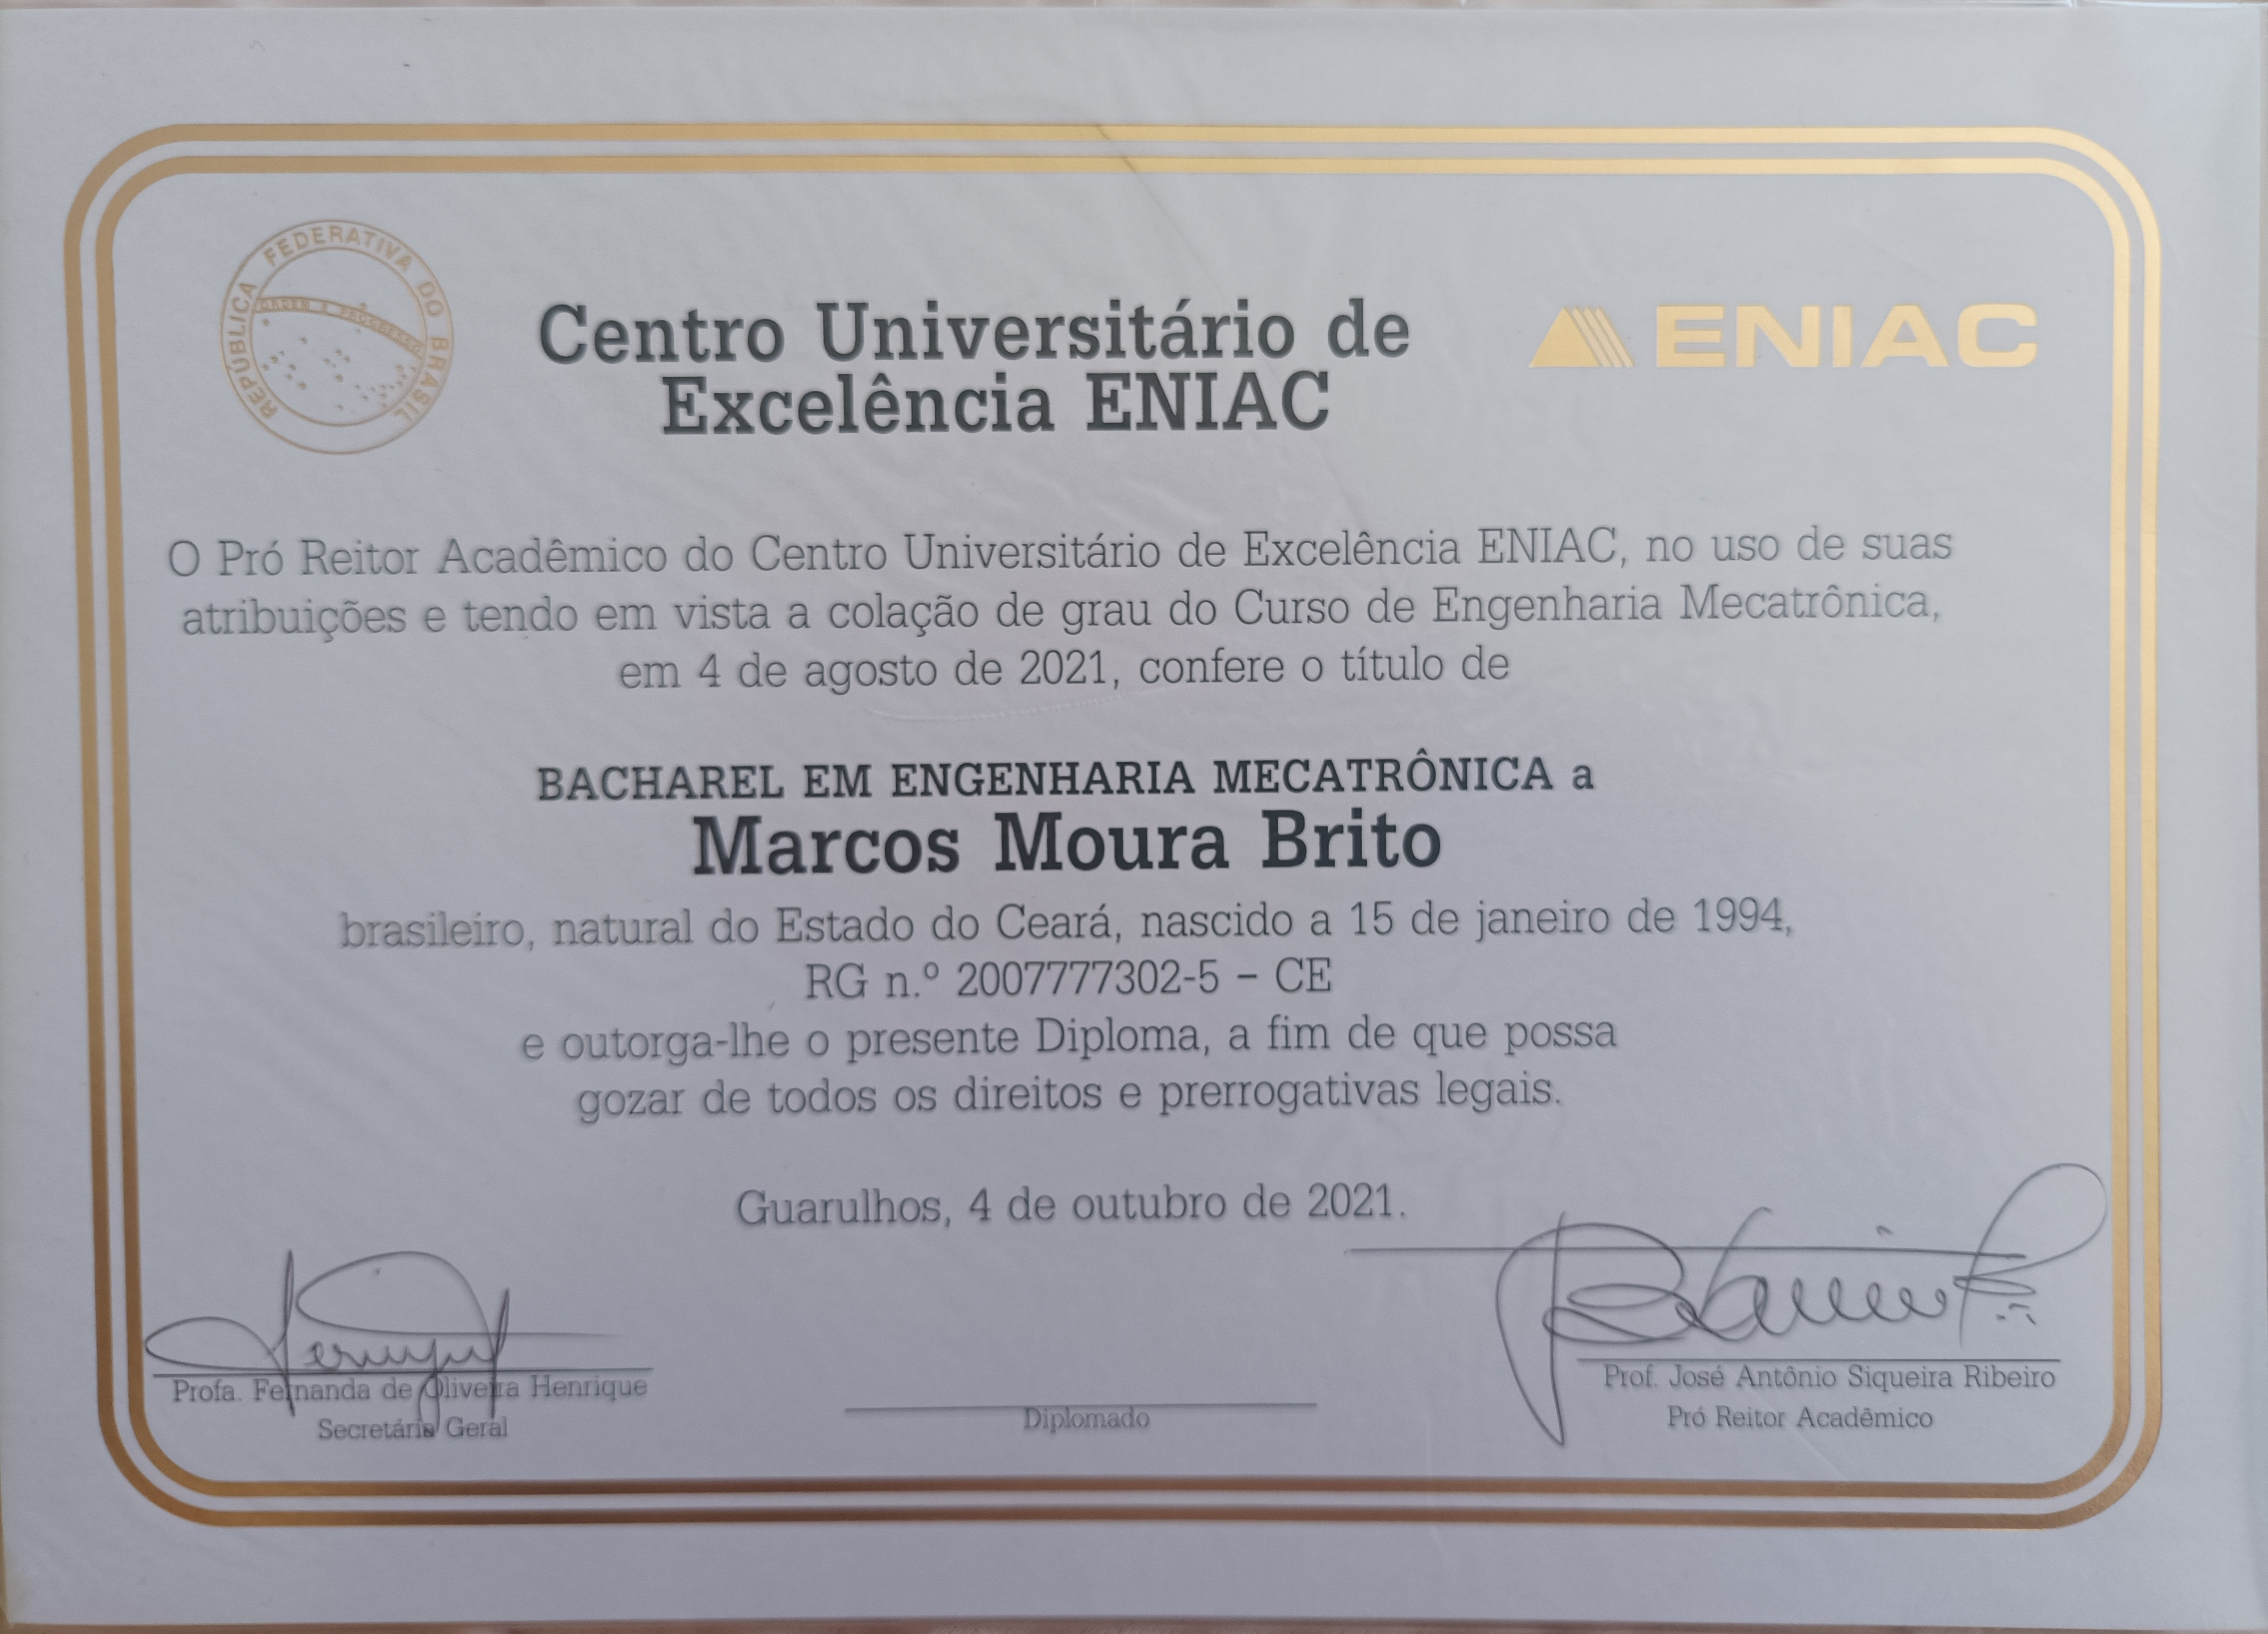 REPÚBLICA FEDERATIVA DO BRASIL
ORDEM E PROGRESSO
Centro Universitário de
Excelência ENIAC
ENIAC
O Pró Reitor Acadêmico do Centro Universitário de Excelência ENIAC, no uso de suas
atribuições e tendo em vista a colação de grau do Curso de Engenharia Mecatrônica,
em 4 de agosto de 2021, confere o título de
BACHAREL EM ENGENHARIA MECATRÔNICA a
Marcos Moura Brito
brasileiro, natural do Estado do Ceará, nascido a 15 de janeiro de 1994,
RG n.º 2007777302-5 – CE
e outorga-lhe o presente Diploma, a fim de que possa
gozar de todos os direitos e prerrogativas legais.
Guarulhos, 4 de outubro de 2021.
Profa. Fernanda de Oliveira Henrique
Secretária Geral
Diplomado
Prof. José Antônio Siqueira Ribeiro
Pró Reitor Acadêmico